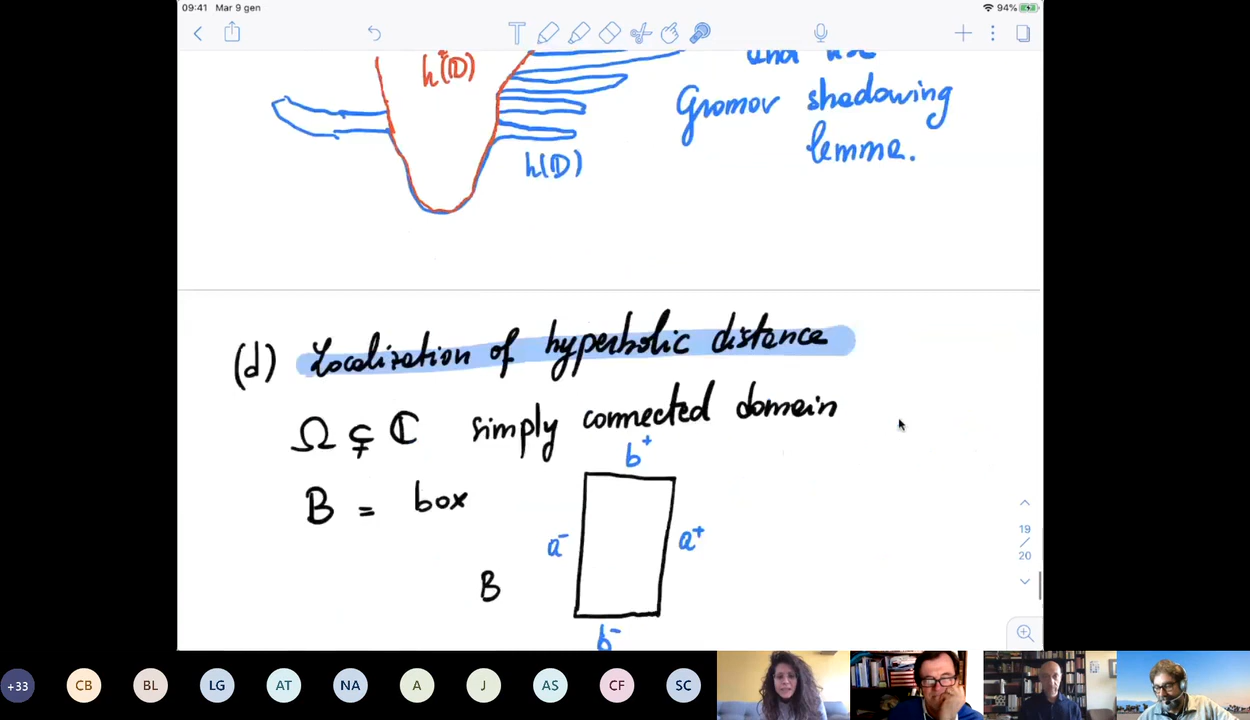 09:41 Mar 9 gen
94%
h*(D)
Gromov shadowing
lemma.
h(D)
(d) Localization of hyperbolic distance
Ω ⊊ ℂ simply connected domain
b⁺
B = box
a⁻
a⁺
B
b⁻
19
/
20
+33
CB
BL
LG
AT
NA
A
J
AS
CF
SC